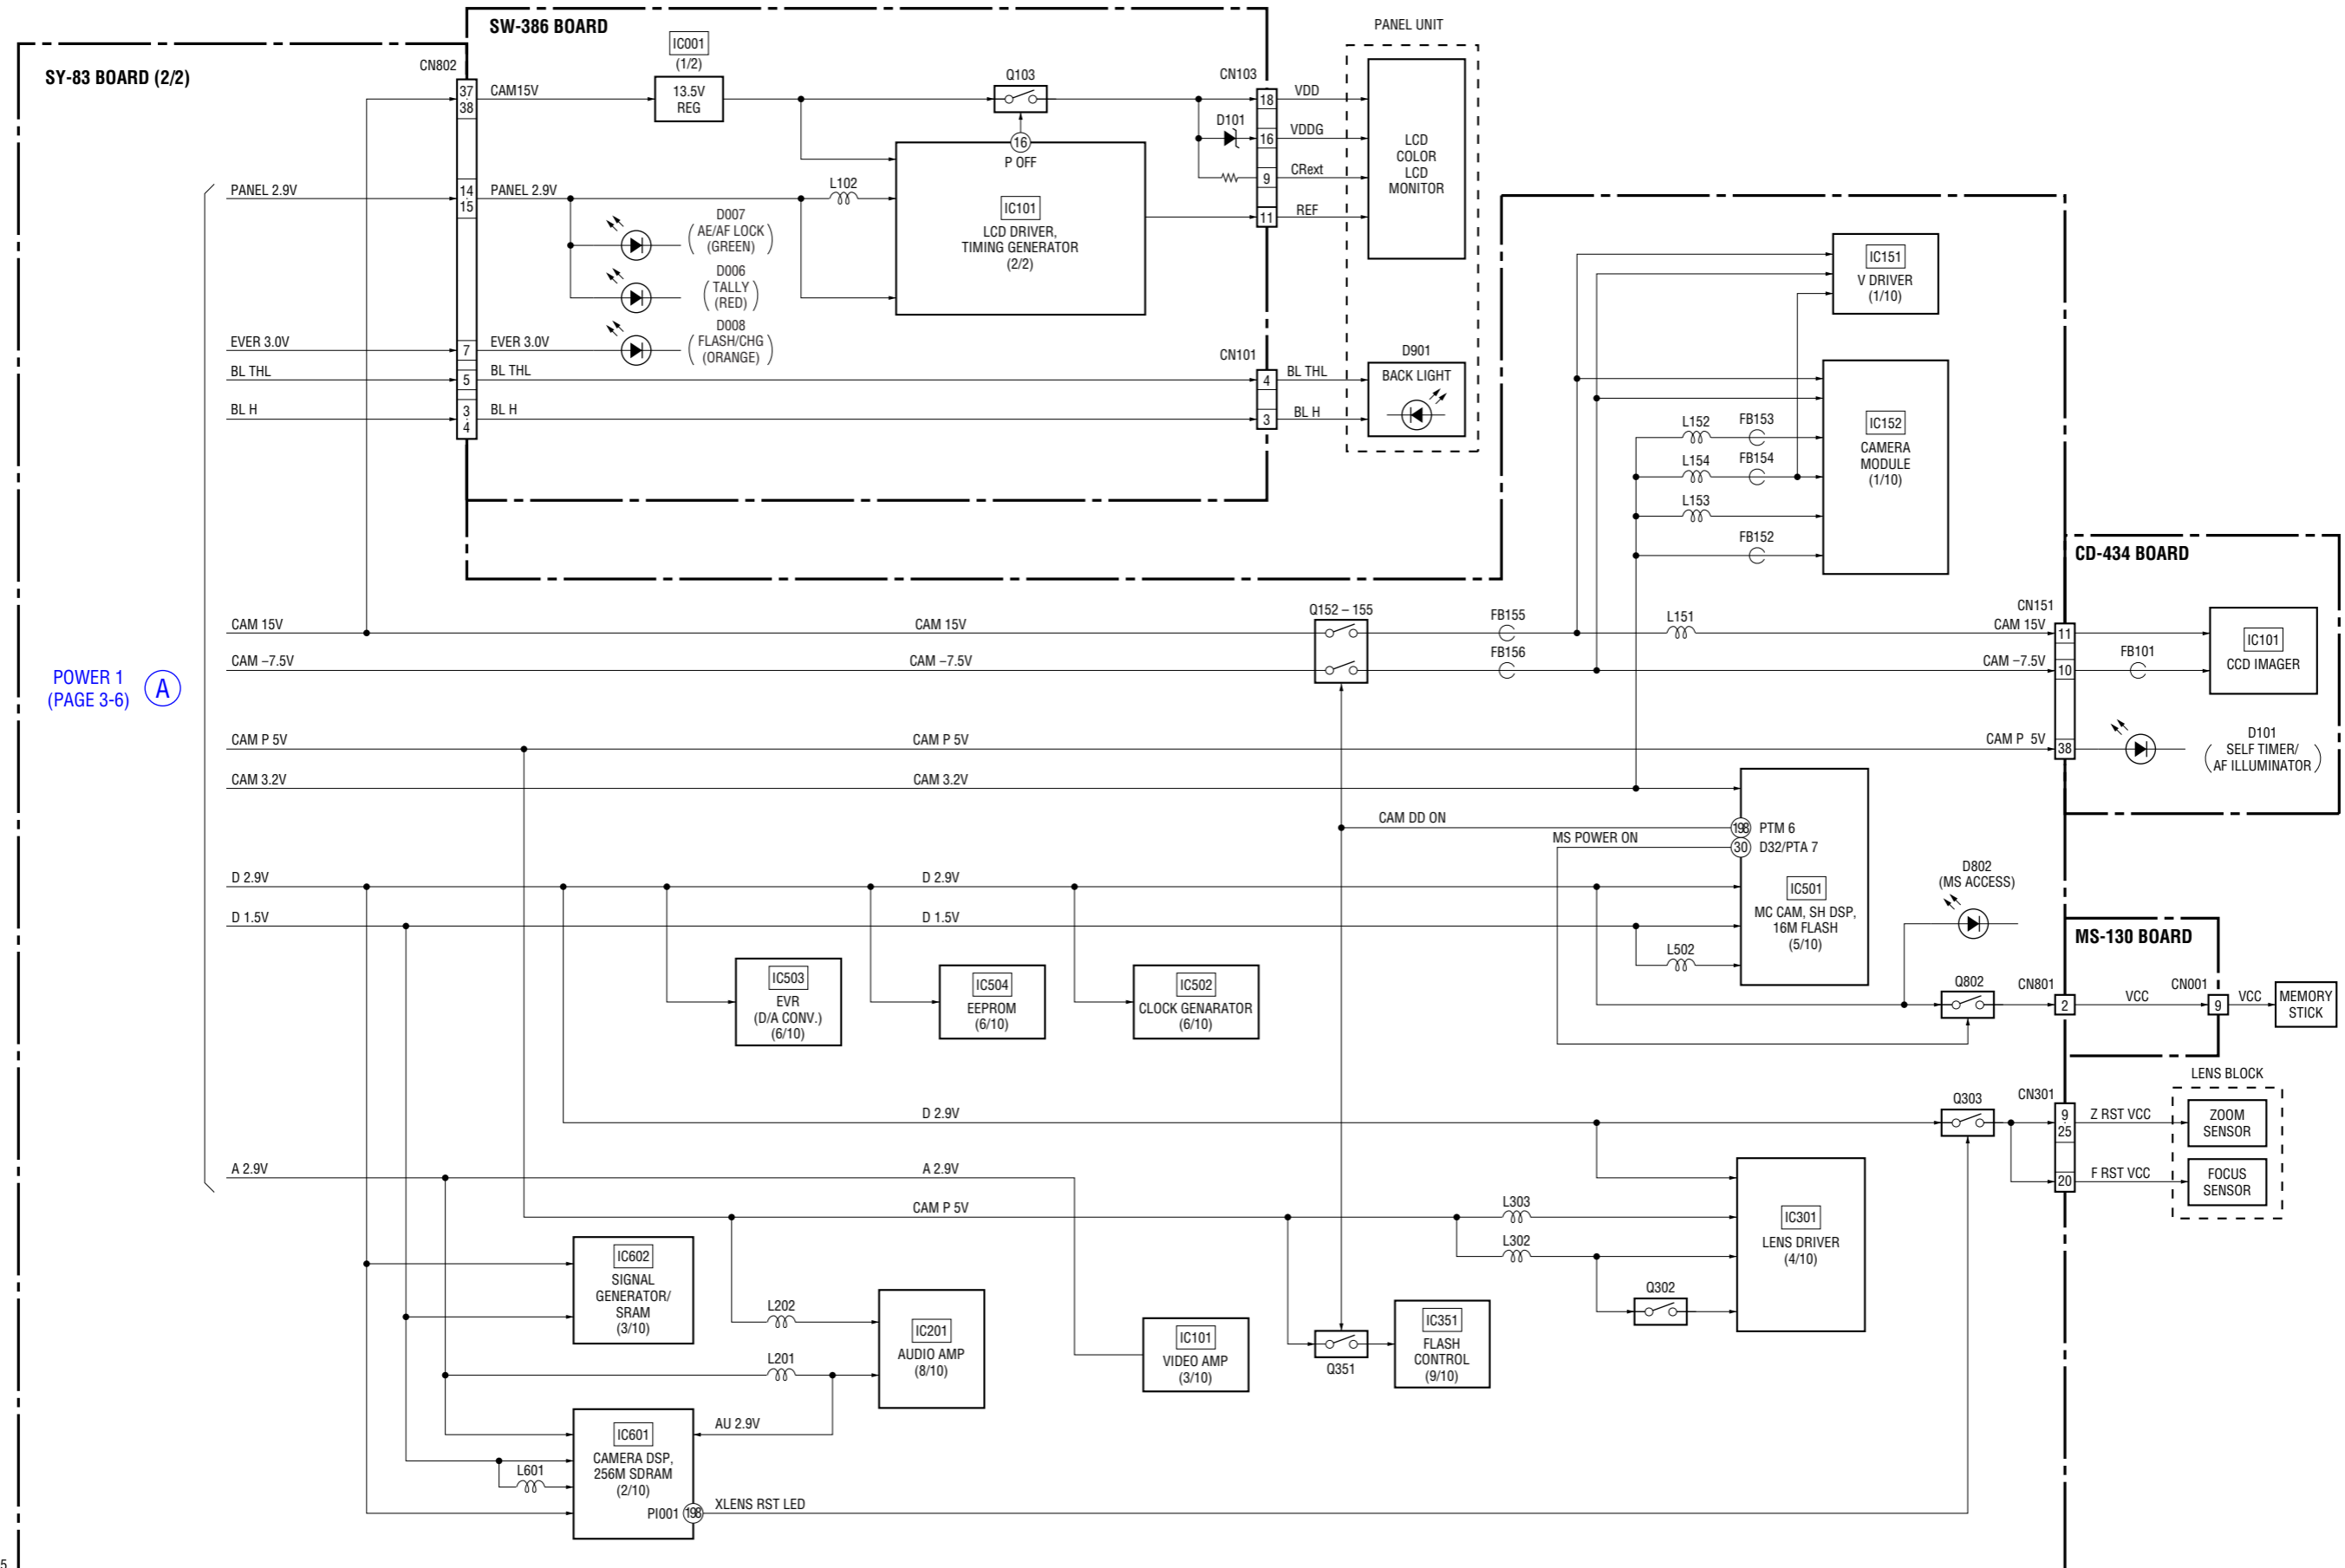 SW-386 BOARD
SY-83 BOARD (2/2)
CN802
37
38
CAM15V
IC001
(1/2)
13.5V
REG
Q103
CN103
PANEL UNIT
18
VDD
D101
16
VDDG
9
CRext
11
REF
LCD
COLOR
LCD
MONITOR
16
P OFF
PANEL 2.9V
14
15
PANEL 2.9V
L102
IC101
LCD DRIVER,
TIMING GENERATOR
(2/2)
D007
AE/AF LOCK
(GREEN)
D006
TALLY
(RED)
D008
FLASH/CHG
(ORANGE)
EVER 3.0V
7
EVER 3.0V
BL THL
5
BL THL
BL H
3
4
BL H
CN101
4
BL THL
3
BL H
D901
BACK LIGHT
IC151
V DRIVER
(1/10)
IC152
CAMERA
MODULE
(1/10)
L152
FB153
L154
FB154
L153
FB152
CD-434 BOARD
CAM 15V
CAM 15V
Q152 – 155
FB155
L151
CN151
CAM 15V
11
IC101
CCD IMAGER
CAM –7.5V
CAM –7.5V
FB156
CAM –7.5V
10
FB101
POWER 1
(PAGE 3-6)
A
CAM P 5V
CAM P 5V
CAM P 5V
38
D101
SELF TIMER/
AF ILLUMINATOR
CAM 3.2V
CAM 3.2V
CAM DD ON
198
PTM 6
MS POWER ON
30
D32/PTA 7
IC501
MC CAM, SH DSP,
16M FLASH
(5/10)
D 2.9V
D 2.9V
D 1.5V
D 1.5V
L502
D802
(MS ACCESS)
MS-130 BOARD
IC503
EVR
(D/A CONV.)
(6/10)
IC504
EEPROM
(6/10)
IC502
CLOCK GENARATOR
(6/10)
Q802
CN801
2
VCC
CN001
9
VCC
MEMORY
STICK
LENS BLOCK
D 2.9V
Q303
CN301
9
25
Z RST VCC
ZOOM
SENSOR
20
F RST VCC
FOCUS
SENSOR
A 2.9V
A 2.9V
CAM P 5V
L303
L302
IC301
LENS DRIVER
(4/10)
Q302
IC602
SIGNAL
GENERATOR/
SRAM
(3/10)
L202
L201
IC201
AUDIO AMP
(8/10)
IC101
VIDEO AMP
(3/10)
Q351
IC351
FLASH
CONTROL
(9/10)
AU 2.9V
IC601
CAMERA DSP,
256M SDRAM
(2/10)
L601
PI001
198
XLENS RST LED
5